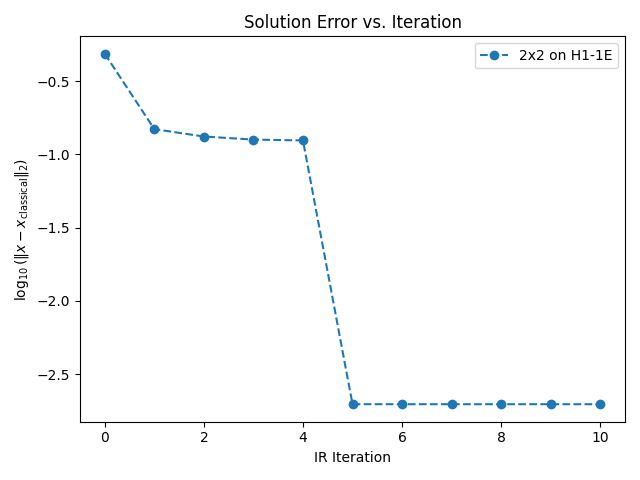 Solution Error vs. Iteration
2x2 on H1-1E
−0.5
−1.0
−1.5
−2.0
−2.5
log₁₀(‖x − x_classical‖₂)
0 2 4 6 8 10
IR Iteration